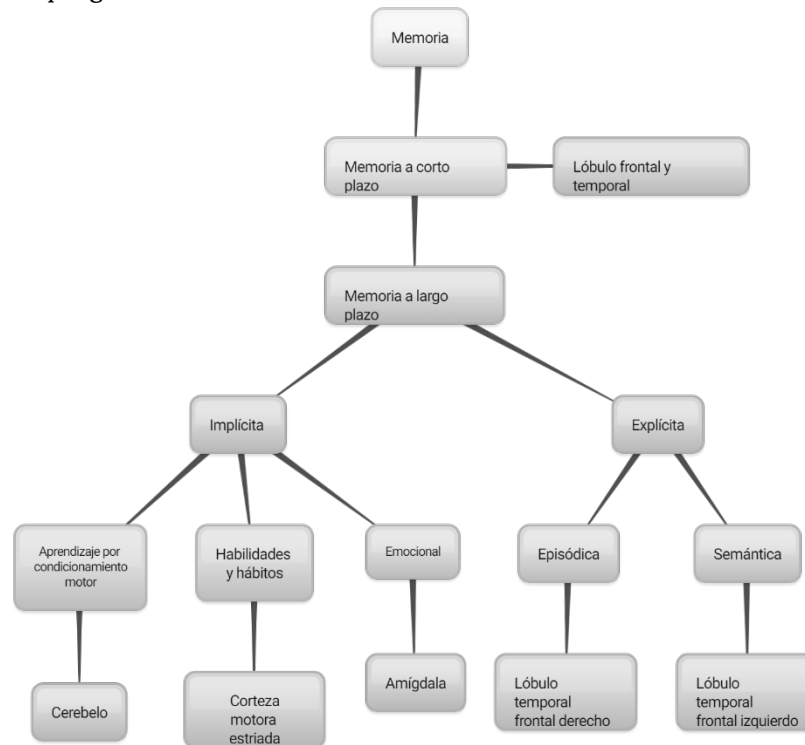 Memoria
Memoria a corto
plazo
Lóbulo frontal y
temporal
Memoria a largo
plazo
Implícita
Explícita
Aprendizaje por
condicionamiento
motor
Habilidades
y hábitos
Emocional
Episódica
Semántica
Cerebelo
Corteza
motora
estriada
Amígdala
Lóbulo
temporal
frontal derecho
Lóbulo
temporal
frontal izquierdo